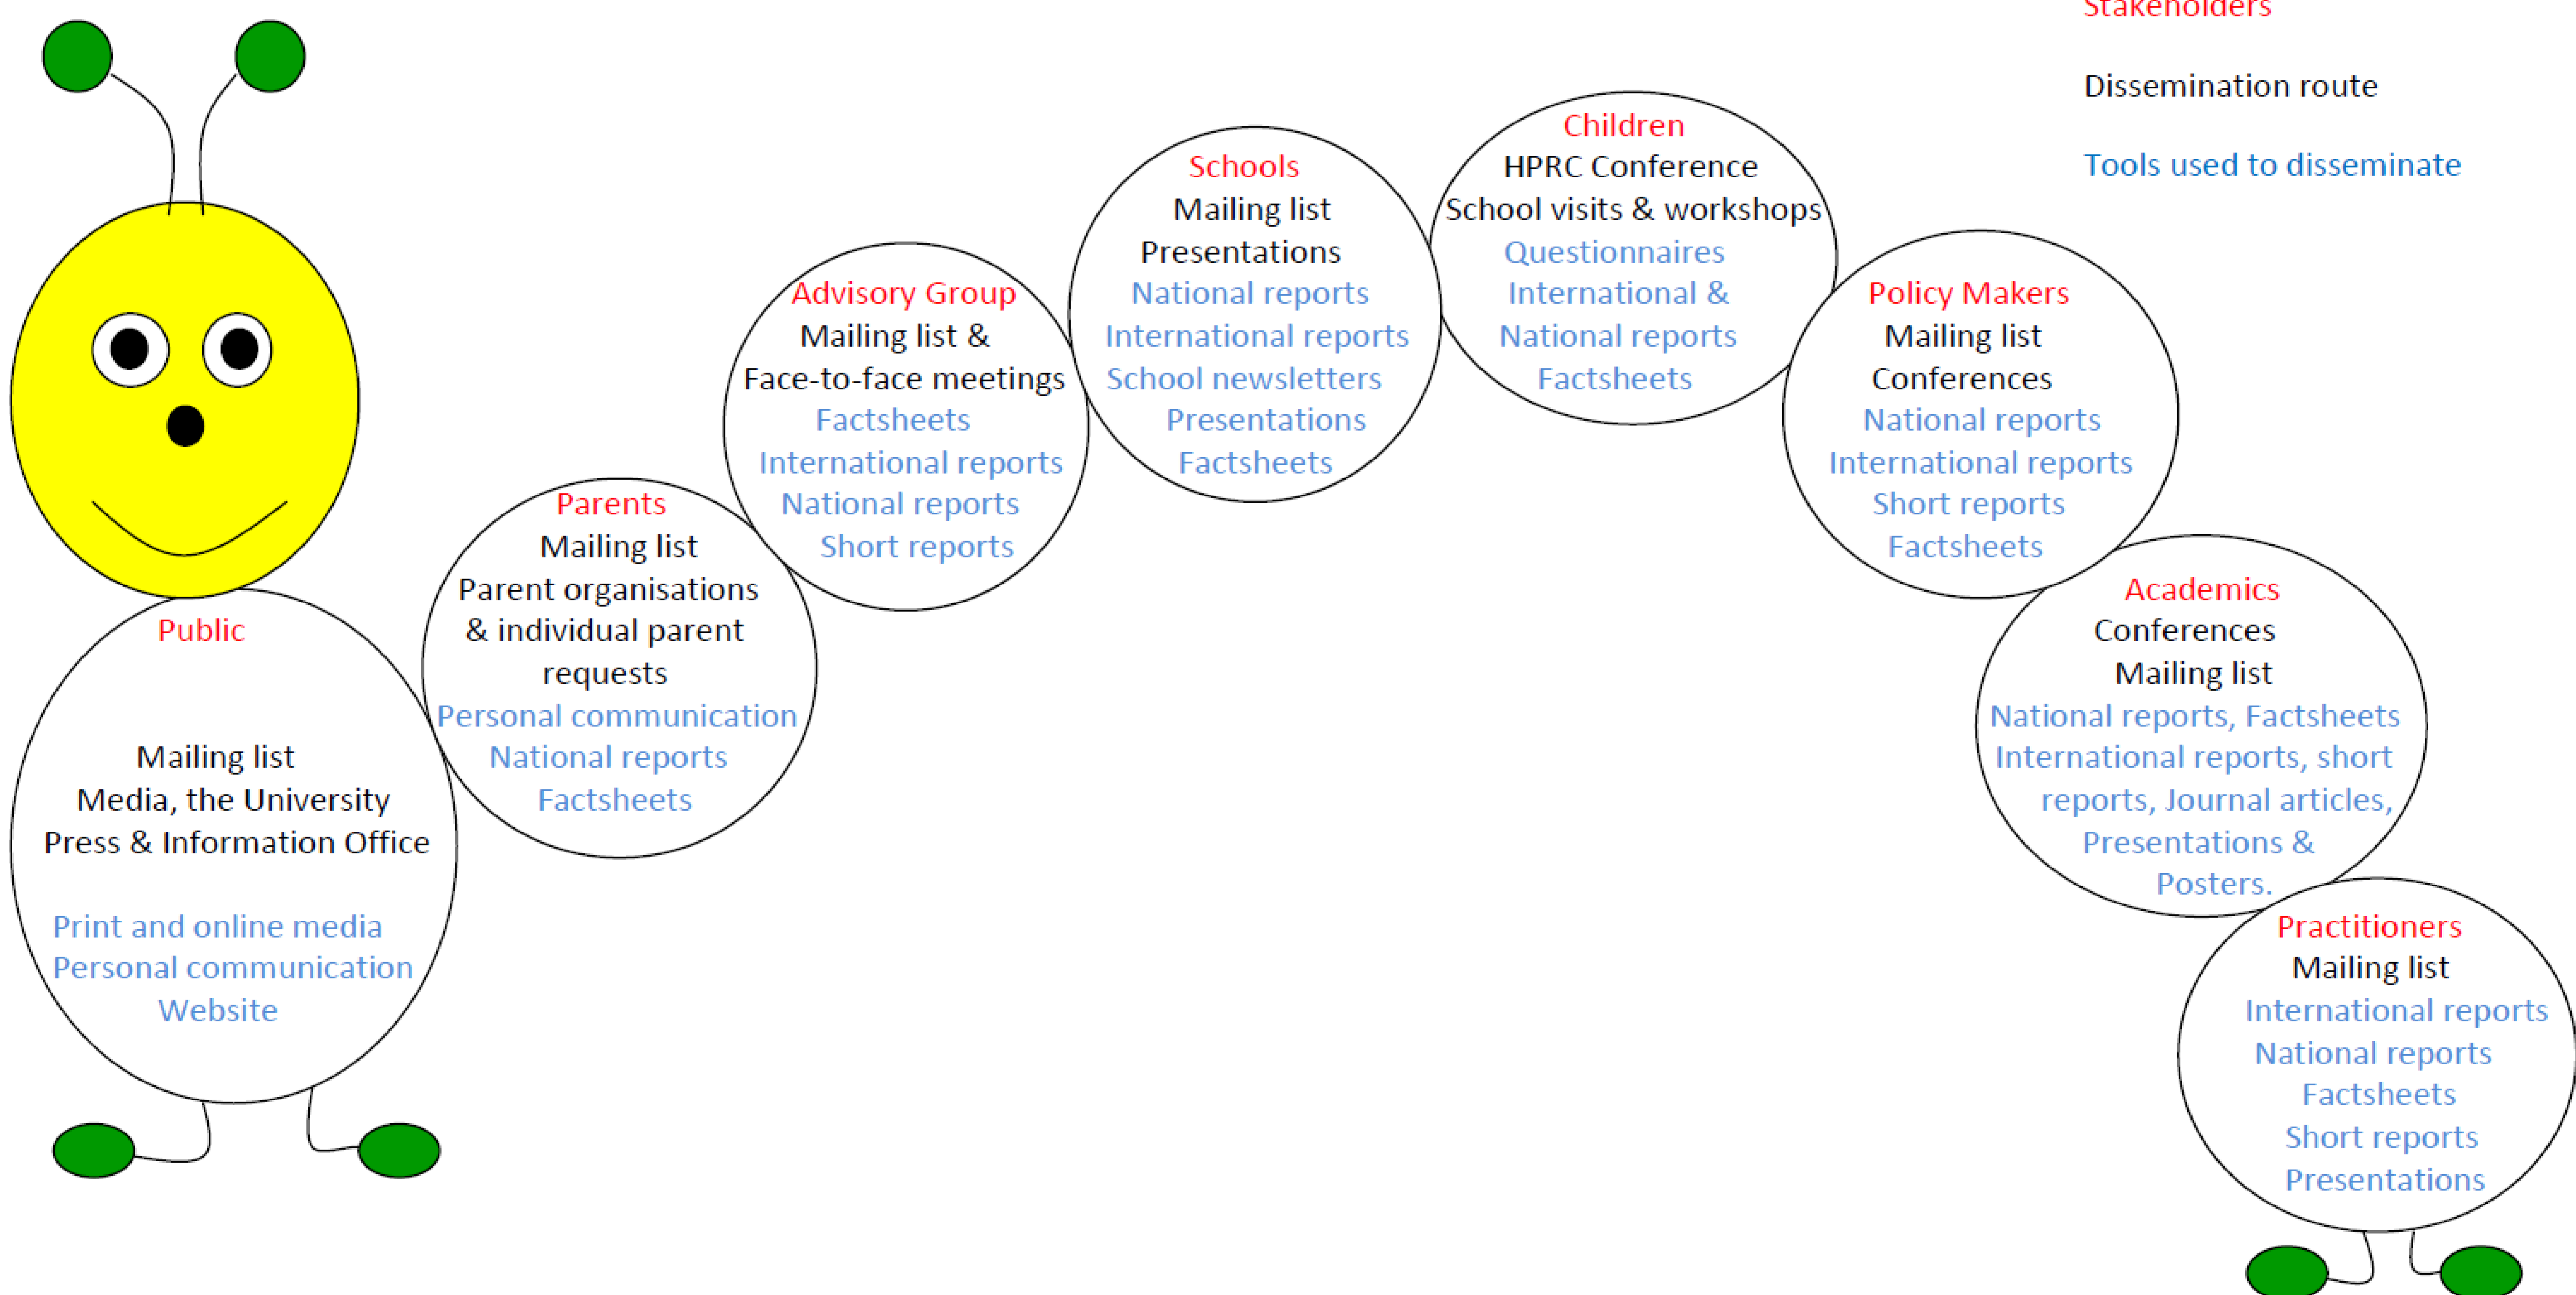 Stakeholders
Dissemination route
Tools used to disseminate
Public
Mailing list
Media, the University
Press & Information Office
Print and online media
Personal communication
Website
Parents
Mailing list
Parent organisations
& individual parent
requests
Personal communication
National reports
Factsheets
Advisory Group
Mailing list &
Face-to-face meetings
Factsheets
International reports
National reports
Short reports
Schools
Mailing list
Presentations
National reports
International reports
School newsletters
Presentations
Factsheets
Children
HPRC Conference
School visits & workshops
Questionnaires
International &
National reports
Factsheets
Policy Makers
Mailing list
Conferences
National reports
International reports
Short reports
Factsheets
Academics
Conferences
Mailing list
National reports, Factsheets
International reports, short
reports, Journal articles,
Presentations &
Posters.
Practitioners
Mailing list
International reports
National reports
Factsheets
Short reports
Presentations